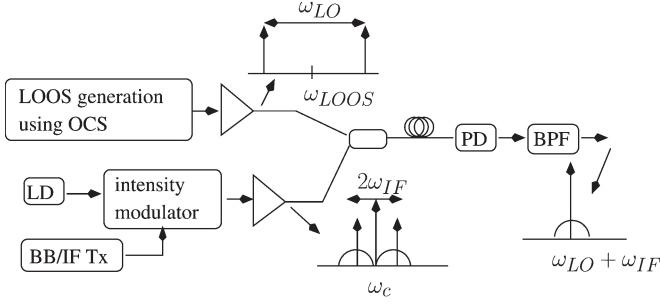 ω_LO
LOOS generation
using OCS
ω_LOOS
PD
BPF
LD
intensity
modulator
2ω_IF
BB/IF Tx
ω_c
ω_LO + ω_IF